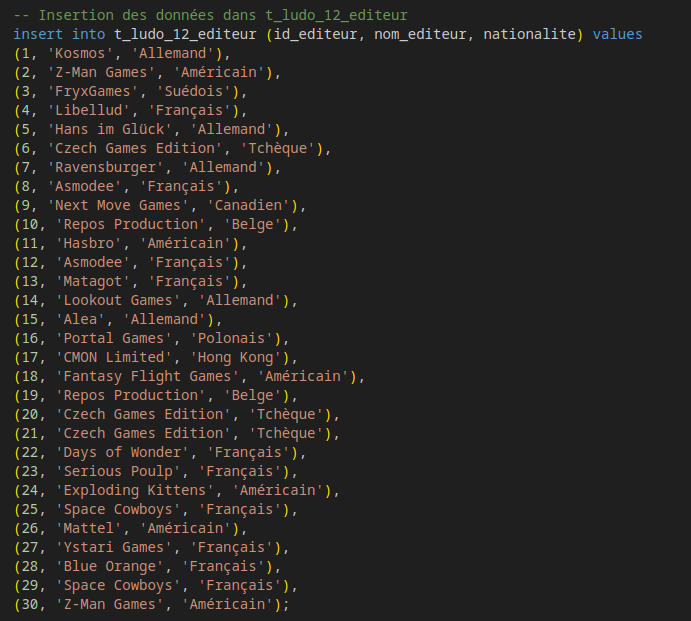 -- Insertion des données dans t_ludo_12_editeur
insert into t_ludo_12_editeur (id_editeur, nom_editeur, nationalite) values
(1, 'Kosmos', 'Allemand'),
(2, 'Z-Man Games', 'Américain'),
(3, 'FryxGames', 'Suédois'),
(4, 'Libellud', 'Français'),
(5, 'Hans im Glück', 'Allemand'),
(6, 'Czech Games Edition', 'Tchèque'),
(7, 'Ravensburger', 'Allemand'),
(8, 'Asmodee', 'Français'),
(9, 'Next Move Games', 'Canadien'),
(10, 'Repos Production', 'Belge'),
(11, 'Hasbro', 'Américain'),
(12, 'Asmodee', 'Français'),
(13, 'Matagot', 'Français'),
(14, 'Lookout Games', 'Allemand'),
(15, 'Alea', 'Allemand'),
(16, 'Portal Games', 'Polonais'),
(17, 'CMON Limited', 'Hong Kong'),
(18, 'Fantasy Flight Games', 'Américain'),
(19, 'Repos Production', 'Belge'),
(20, 'Czech Games Edition', 'Tchèque'),
(21, 'Czech Games Edition', 'Tchèque'),
(22, 'Days of Wonder', 'Français'),
(23, 'Serious Poulp', 'Français'),
(24, 'Exploding Kittens', 'Américain'),
(25, 'Space Cowboys', 'Français'),
(26, 'Mattel', 'Américain'),
(27, 'Ystari Games', 'Français'),
(28, 'Blue Orange', 'Français'),
(29, 'Space Cowboys', 'Français'),
(30, 'Z-Man Games', 'Américain');